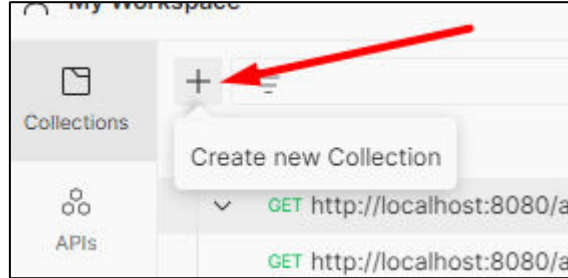 My Workspace
Collections
Create new Collection
GET http://localhost:8080/a
APIs
GET http://localhost:8080/a